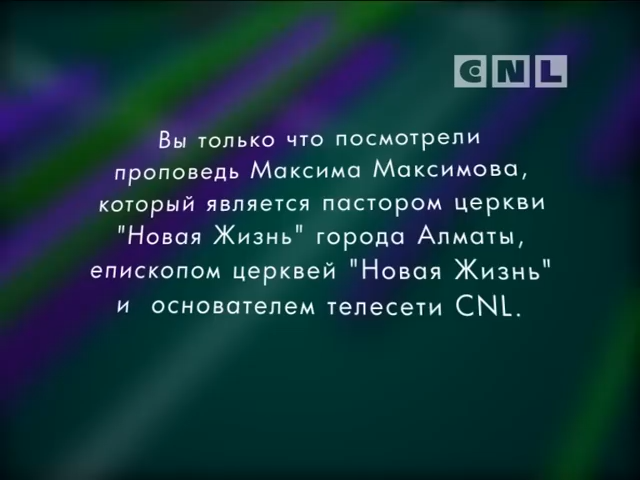 CNL
Вы только что посмотрели
проповедь Максима Максимова,
который является пастором церкви
"Новая Жизнь" города Алматы,
епископом церквей "Новая Жизнь"
и основателем телесети CNL.